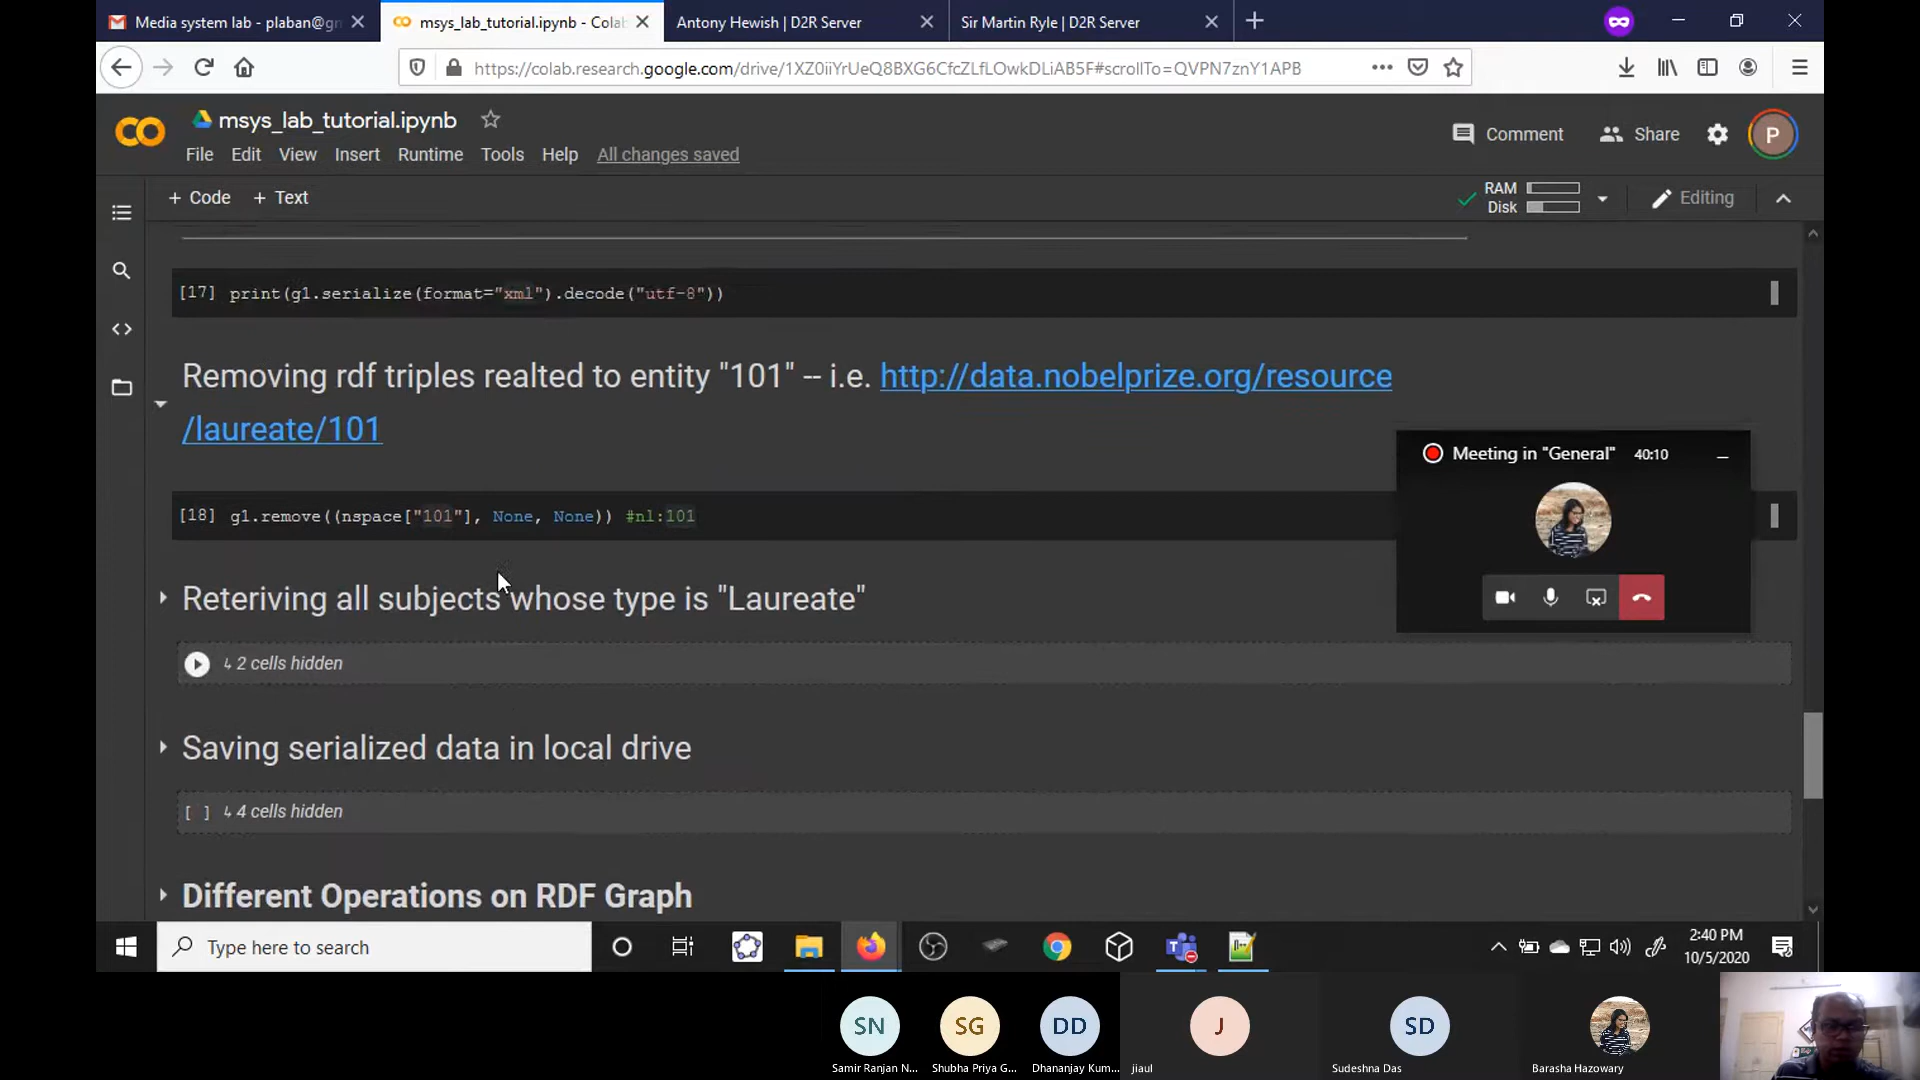 Media system lab - plaban@gm
msys_lab_tutorial.ipynb - Colab
Antony Hewish | D2R Server
Sir Martin Ryle | D2R Server
https://colab.research.google.com/drive/1XZ0iiYrUeQ8BXG6CfcZLfLOwkDLiAB5F#scrollTo=QVPN7znY1APB
msys_lab_tutorial.ipynb
Comment
Share
P
File Edit View Insert Runtime Tools Help All changes saved
+ Code + Text
RAM
Disk
Editing
[17] print(g1.serialize(format="xml").decode("utf-8"))
Removing rdf triples realted to entity "101" -- i.e. http://data.nobelprize.org/resource
/laureate/101
Meeting in "General" 40:10
[18] g1.remove((nspace["101"], None, None)) #nl:101
Reteriving all subjects whose type is "Laureate"
↳ 2 cells hidden
Saving serialized data in local drive
[ ] ↳ 4 cells hidden
Different Operations on RDF Graph
Type here to search
2:40 PM
10/5/2020
SN
SG
DD
J
SD
Samir Ranjan N...
Shubha Priya G...
Dhananjay Kum...
jiaul
Sudeshna Das
Barasha Hazowary